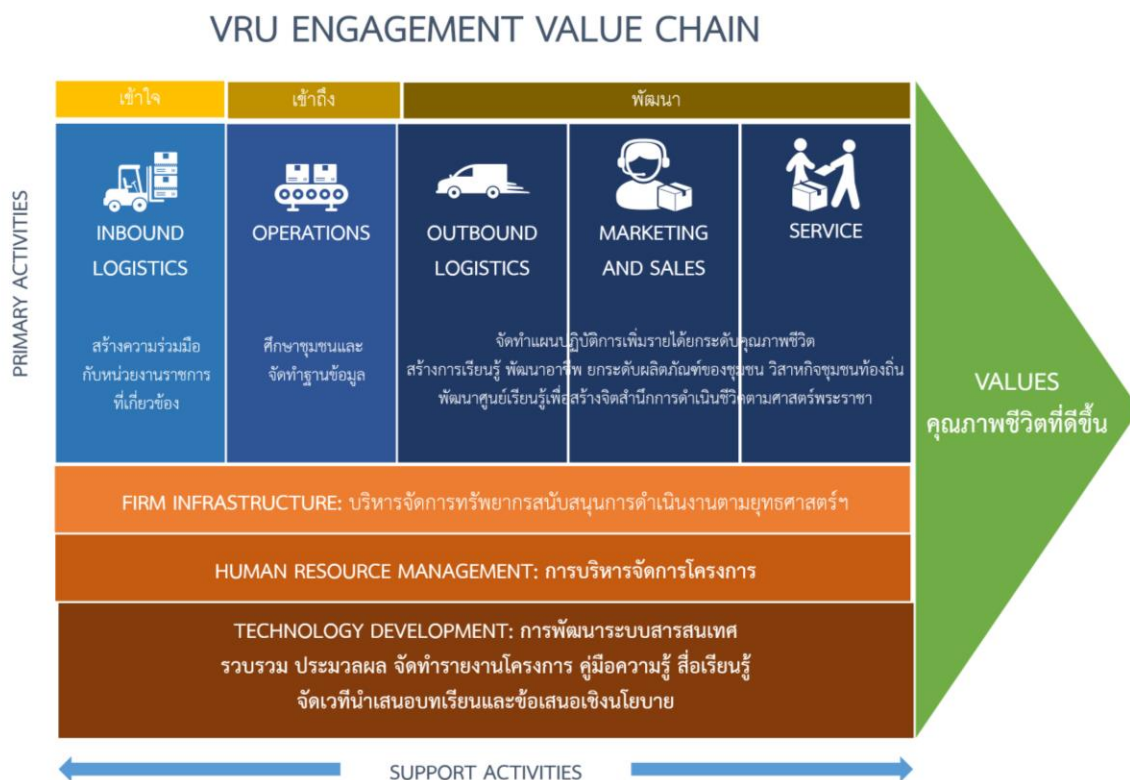 VRU ENGAGEMENT VALUE CHAIN
เข้าใจ
เข้าถึง
พัฒนา
PRIMARY ACTIVITIES
INBOUND
LOGISTICS
สร้างความร่วมมือ
กับหน่วยงานราชการ
ที่เกี่ยวข้อง
OPERATIONS
ศึกษาชุมชนและ
จัดทำฐานข้อมูล
OUTBOUND
LOGISTICS
MARKETING
AND SALES
SERVICE
จัดทำแผนปฏิบัติการเพิ่มรายได้ยกระดับคุณภาพชีวิต
สร้างการเรียนรู้ พัฒนาอาชีพ ยกระดับผลิตภัณฑ์ของชุมชน วิสาหกิจชุมชนท้องถิ่น
พัฒนาศูนย์เรียนรู้เพื่อสร้างจิตสำนึกการดำเนินชีวิตตามศาสตร์พระราชา
VALUES
คุณภาพชีวิตที่ดีขึ้น
FIRM INFRASTRUCTURE: บริหารจัดการทรัพยากรสนับสนุนการดำเนินงานตามยุทธศาสตร์ฯ
HUMAN RESOURCE MANAGEMENT: การบริหารจัดการโครงการ
TECHNOLOGY DEVELOPMENT: การพัฒนาระบบสารสนเทศ
รวบรวม ประมวลผล จัดทำรายงานโครงการ คู่มือความรู้ สื่อเรียนรู้
จัดเวทีนำเสนอบทเรียนและข้อเสนอเชิงนโยบาย
SUPPORT ACTIVITIES